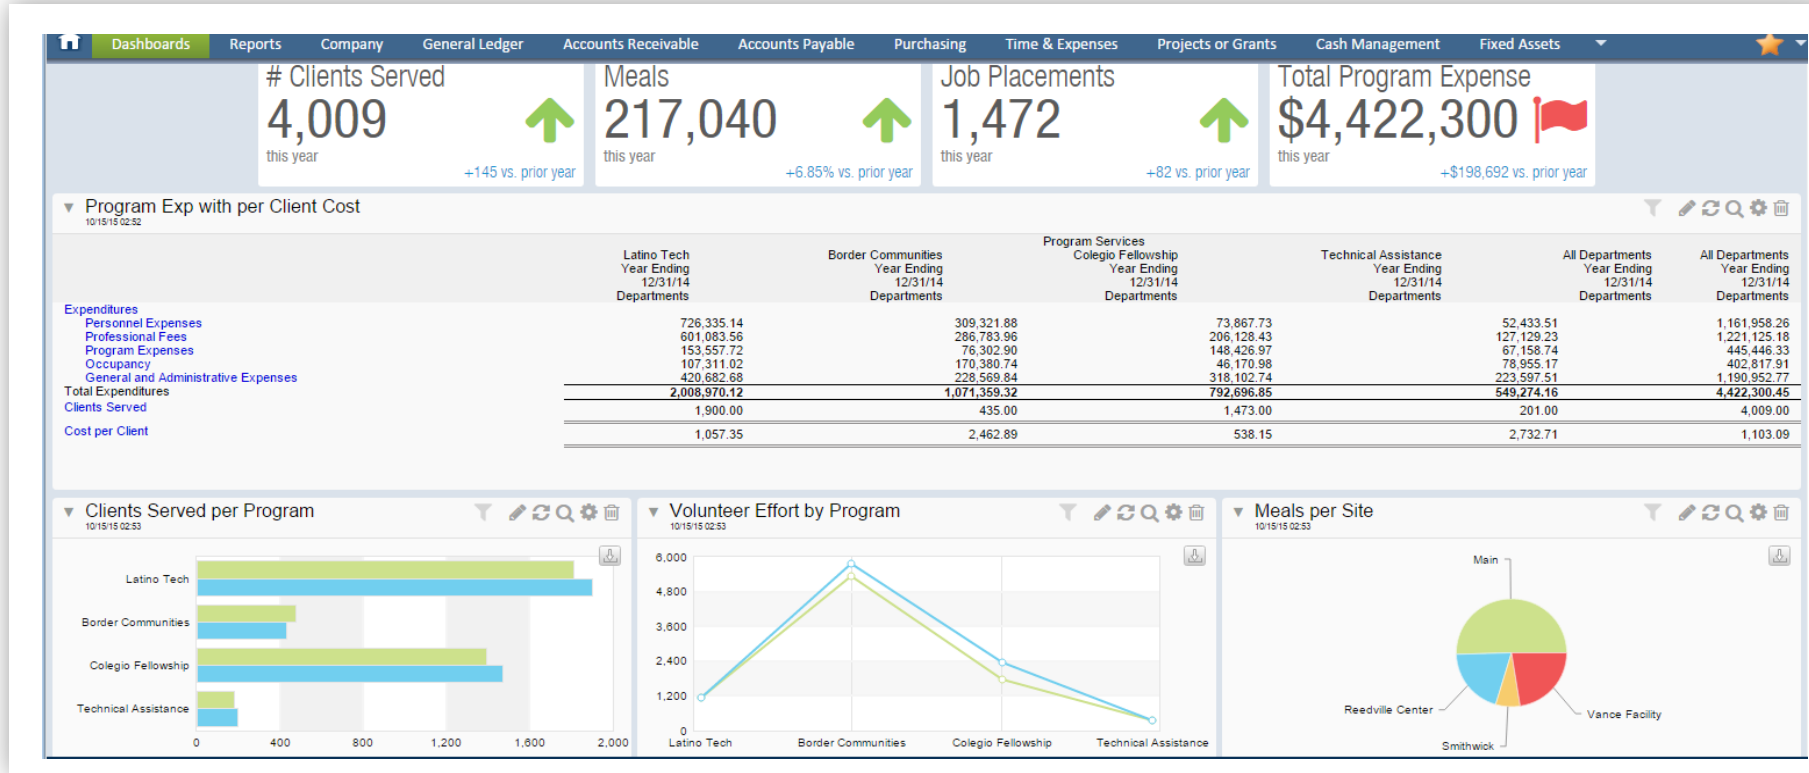 Dashboards Reports Company General Ledger Accounts Receivable Accounts Payable Purchasing Time & Expenses Projects or Grants Cash Management Fixed Assets
# Clients Served
4,009
this year
+145 vs. prior year
Meals
217,040
this year
+6.85% vs. prior year
Job Placements
1,472
this year
+82 vs. prior year
Total Program Expense
$4,422,300
this year
+$198,692 vs. prior year
Program Exp with per Client Cost
10/15/15 02:52
Program Services
Latino Tech Border Communities Colegio Fellowship Technical Assistance All Departments All Departments
Year Ending Year Ending Year Ending Year Ending Year Ending Year Ending
12/31/14 12/31/14 12/31/14 12/31/14 12/31/14 12/31/14
Departments Departments Departments Departments Departments Departments
Expenditures
Personnel Expenses 726,335.14 309,321.88 73,867.73 52,433.51 1,161,958.26
Professional Fees 601,083.56 286,783.96 206,128.43 127,129.23 1,221,125.18
Program Expenses 153,557.72 76,302.90 148,426.97 67,158.74 445,446.33
Occupancy 107,311.02 170,380.74 46,170.98 78,955.17 402,817.91
General and Administrative Expenses 420,682.68 228,569.84 318,102.74 223,597.51 1,190,952.77
Total Expenditures 2,008,970.12 1,071,359.32 792,696.85 549,274.16 4,422,300.45
Clients Served 1,900.00 435.00 1,473.00 201.00 4,009.00
Cost per Client 1,057.35 2,462.89 538.15 2,732.71 1,103.09
Clients Served per Program
10/15/15 02:53
Latino Tech
Border Communities
Colegio Fellowship
Technical Assistance
0 400 800 1,200 1,600 2,000
Volunteer Effort by Program
10/15/15 02:53
6,000
4,800
3,600
2,400
1,200
0
Latino Tech Border Communities Colegio Fellowship Technical Assistance
Meals per Site
10/15/15 02:53
Main
Reedville Center
Vance Facility
Smithwick